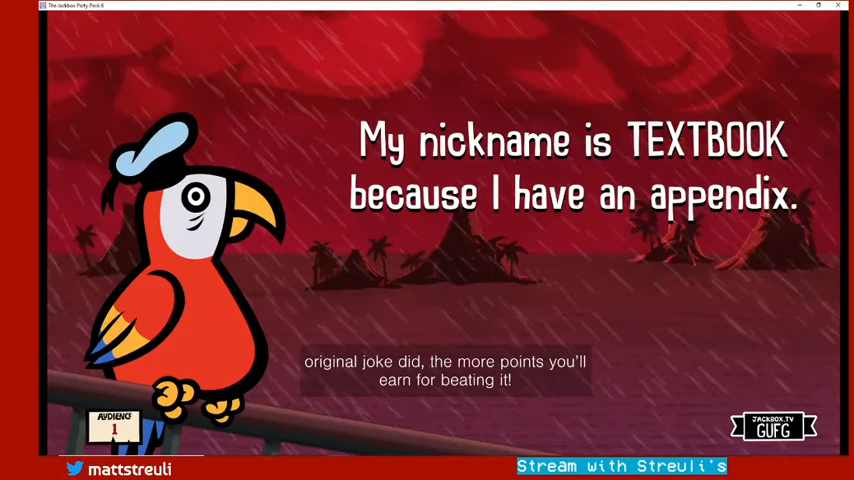 The Jackbox Party Pack 6
My nickname is TEXTBOOK
because I have an appendix.
original joke did, the more points you'll
earn for beating it!
AUDIENCE
1
JACKBOX.TV
GUFG
mattstreuli
Stream with Streuli's